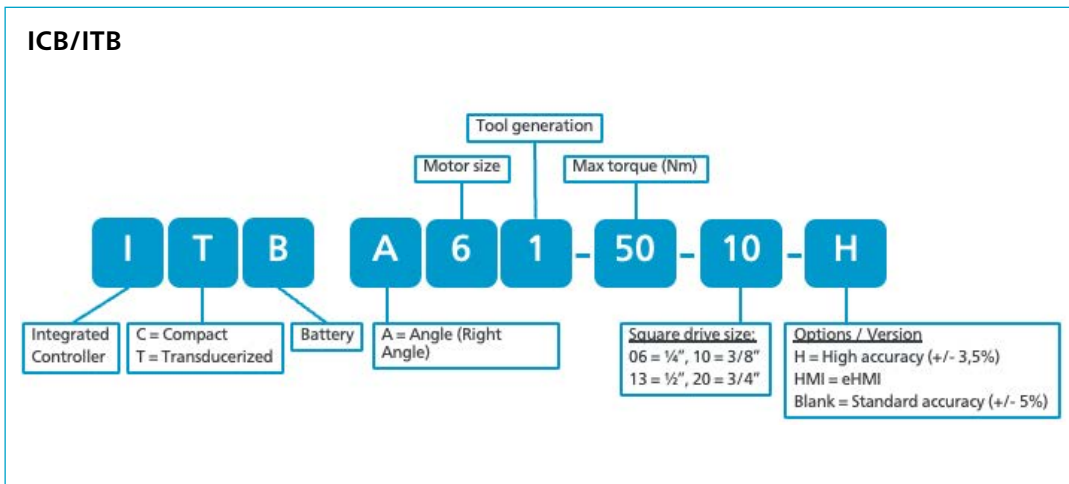 ICB/ITB
Tool generation
Motor size
Max torque (Nm)
I T B A 6 1 - 50 - 10 - H
Integrated
Controller
C = Compact
T = Transducerized
Battery
A = Angle (Right
Angle)
Square drive size:
06 = ¼”, 10 = 3/8”
13 = ½”, 20 = 3/4”
Options / Version
H = High accuracy (+/- 3,5%)
HMI = eHMI
Blank = Standard accuracy (+/- 5%)